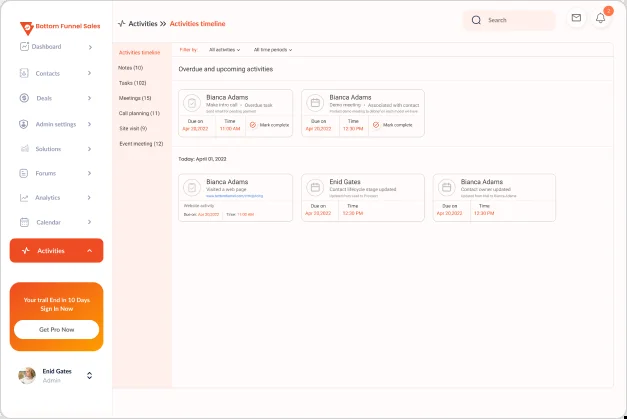 Bottom Funnel Sales
Dashboard
Contacts
Deals
Admin settings
Solutions
Forums
Analytics
Calendar
Activities
Your trail End in 10 Days
Sign In Now
Get Pro Now
Enid Gates
Admin
Activities
Activities timeline
Search
Activities timeline
Notes (10)
Tasks (103)
Meetings (15)
Call planning (11)
Site visit (9)
Event meeting (12)
Filter by:
All activities
All time periods
Overdue and upcoming activities
Bianca Adams
Make intro call • Overdue task
Due on
Apr 20,2022
Time
11:00 AM
Mark complete
Bianca Adams
Demo meeting • Associated with contact
Due on
Apr 20,2022
Time
12:30 PM
Mark complete
Today: April 01, 2022
Bianca Adams
Visited a web page
Website activity
Due on: Apr 20,2022 Time: 11:00 AM
Enid Gates
Contact lifecycle stage updated
Due on
Apr 20,2022
Time
12:30 PM
Bianca Adams
Contact owner updated
Due on
Apr 20,2022
Time
12:30 PM